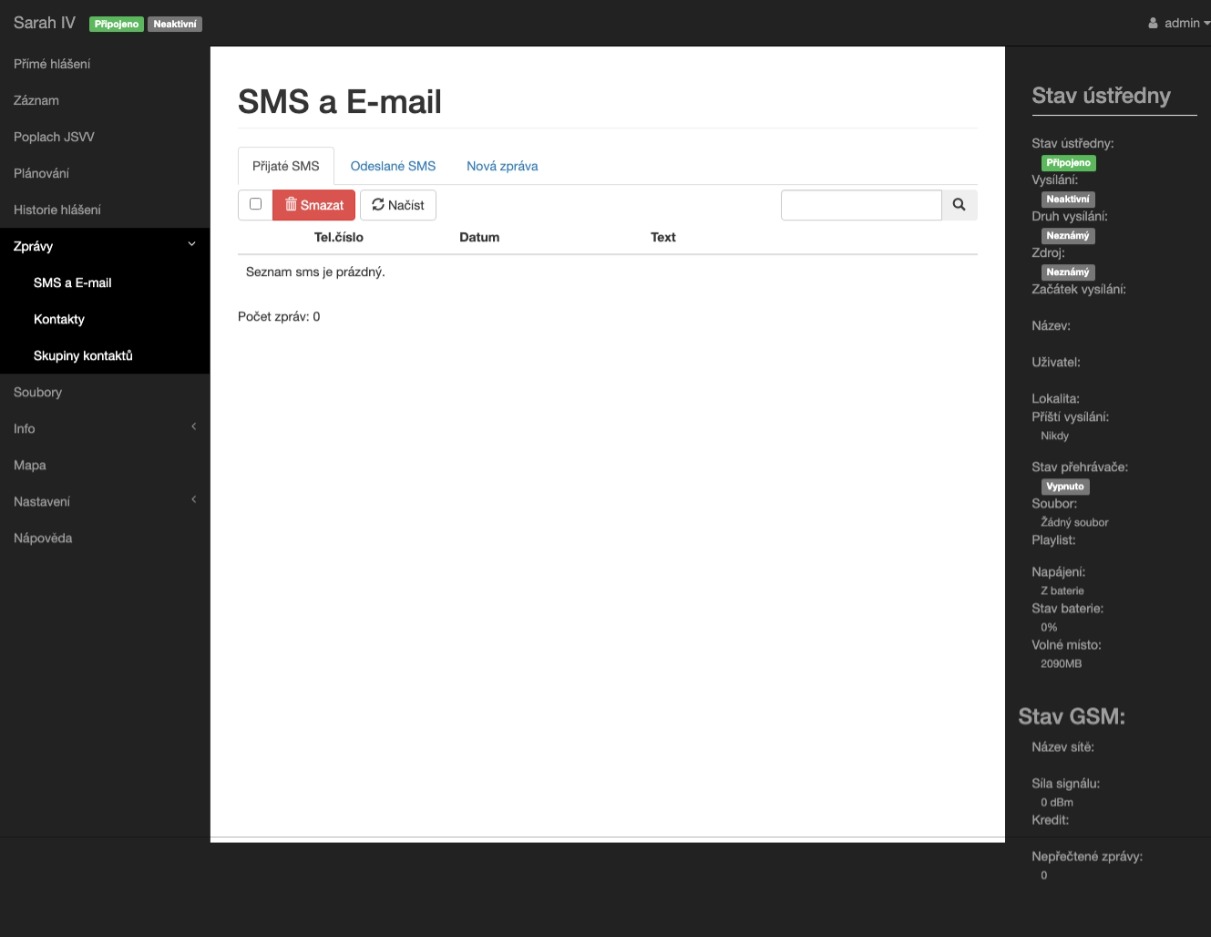 Sarah IV Připojeno Neaktivní
admin
Přímé hlášení
Záznam
Poplach JSVV
Plánování
Historie hlášení
Zprávy
SMS a E-mail
Kontakty
Skupiny kontaktů
Soubory
Info
Mapa
Nastavení
Nápověda
SMS a E-mail
Přijaté SMS Odeslané SMS Nová zpráva
Smazat Načíst
Tel.číslo Datum Text
Seznam sms je prázdný.
Počet zpráv: 0
Stav ústředny
Stav ústředny:
Připojeno
Vysílání:
Neaktivní
Druh vysílání:
Neznámý
Zdroj:
Neznámý
Začátek vysílání:
Název:
Uživatel:
Lokalita:
Příští vysílání:
Nikdy
Stav přehrávače:
Vypnuto
Soubor:
Žádný soubor
Playlist:
Napájení:
Z baterie
Stav baterie:
0%
Volné místo:
2090MB
Stav GSM:
Název sítě:
Síla signálu:
0 dBm
Kredit:
Nepřečtené zprávy:
0